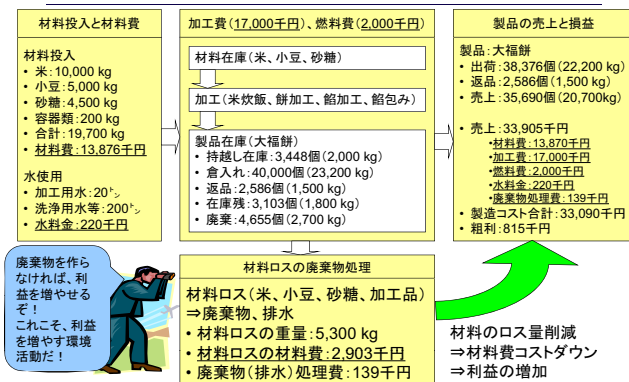 材料投入と材料費
材料投入
• 米:10,000 kg
• 小豆:5,000 kg
• 砂糖:4,500 kg
• 容器類:200 kg
• 合計:19,700 kg
• 材料費:13,876千円
水使用
• 加工用水:20㌧
• 洗浄用水等:200㌧
• 水料金:220千円
加工費(17,000千円)、燃料費(2,000千円)
材料在庫(米、小豆、砂糖)
加工(米炊飯、餅加工、餡加工、餡包み)
製品在庫(大福餅)
• 持越し在庫:3,448個(2,000 kg)
• 倉入れ:40,000個(23,200 kg)
• 返品:2,586個(1,500 kg)
• 在庫残:3,103個(1,800 kg)
• 廃棄:4,655個(2,700 kg)
製品の売上と損益
製品:大福餅
• 出荷:38,376個(22,200 kg)
• 返品:2,586個(1,500 kg)
• 売上:35,690個(20,700kg)
• 売上:33,905千円
•材料費:13,870千円
•加工費:17,000千円
•燃料費:2,000千円
•水料金:220千円
•廃棄物処理費:139千円
• 製造コスト合計:33,090千円
• 粗利:815千円
廃棄物を作ら
なければ、利
益を増やせる
ぞ!
これこそ、利益
を増やす環境
活動だ!
材料ロスの廃棄物処理
材料ロス(米、小豆、砂糖、加工品)
⇒廃棄物、排水
• 材料ロスの重量:5,300 kg
• 材料ロスの材料費:2,903千円
• 廃棄物(排水)処理費:139千円
材料のロス量削減
⇒材料費コストダウン
⇒利益の増加